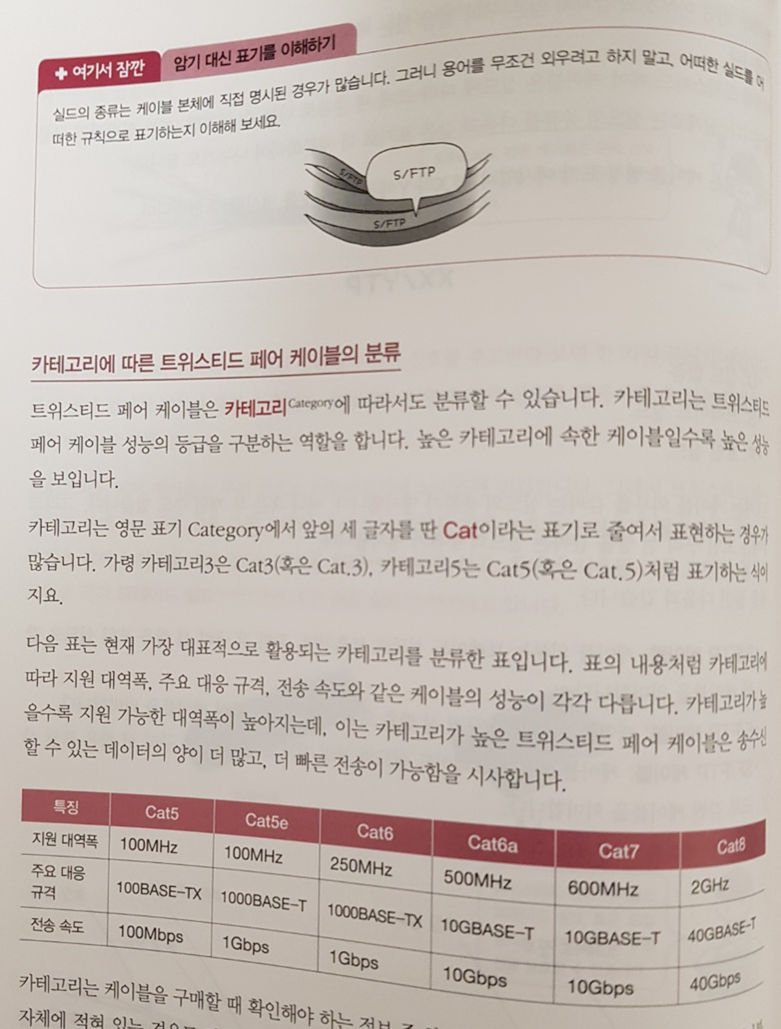 + 여기서 잠깐 암기 대신 표기를 이해하기
실드의 종류는 케이블 본체에 직접 명시된 경우가 많습니다. 그러니 용어를 무조건 외우려고 하지 말고, 어떠한 실드를 어
떠한 규칙으로 표기하는지 이해해 보세요.
S/FTP
S/FTP
S/FTP
카테고리에 따른 트위스티드 페어 케이블의 분류
트위스티드 페어 케이블은 카테고리Category에 따라서도 분류할 수 있습니다. 카테고리는 트위스티드
페어 케이블 성능의 등급을 구분하는 역할을 합니다. 높은 카테고리에 속한 케이블일수록 높은 성능
을 보입니다.
카테고리는 영문 표기 Category에서 앞의 세 글자를 딴 Cat이라는 표기로 줄여서 표현하는 경우가
많습니다. 가령 카테고리3은 Cat3(혹은 Cat.3), 카테고리5는 Cat5(혹은 Cat.5)처럼 표기하는 식이
지요.
다음 표는 현재 가장 대표적으로 활용되는 카테고리를 분류한 표입니다. 표의 내용처럼 카테고리에
따라 지원 대역폭, 주요 대응 규격, 전송 속도와 같은 케이블의 성능이 각각 다릅니다. 카테고리가 높
을수록 지원 가능한 대역폭이 높아지는데, 이는 카테고리가 높은 트위스티드 페어 케이블은 송수신
할 수 있는 데이터의 양이 더 많고, 더 빠른 전송이 가능함을 시사합니다.
특징 Cat5 Cat5e Cat6 Cat6a Cat7 Cat8
지원 대역폭 100MHz 100MHz 250MHz 500MHz 600MHz 2GHz
주요 대응
규격 100BASE-TX 1000BASE-T 1000BASE-TX 10GBASE-T 10GBASE-T 40GBASE-T
전송 속도 100Mbps 1Gbps 1Gbps 10Gbps 10Gbps 40Gbps
카테고리는 케이블을 구매할 때 확인해야 하는 정보
자체에 적혀 있는